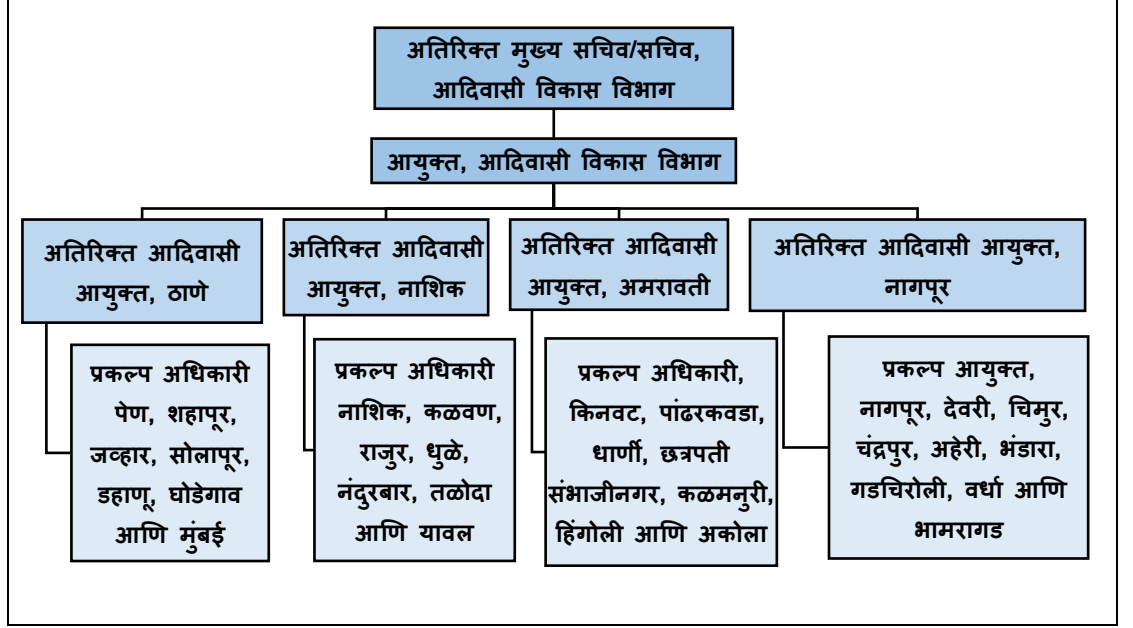 अतिरिक्त मुख्य सचिव/सचिव,
आदिवासी विकास विभाग
आयुक्त, आदिवासी विकास विभाग
अतिरिक्त आदिवासी
आयुक्त, ठाणे
अतिरिक्त आदिवासी
आयुक्त, नाशिक
अतिरिक्त आदिवासी
आयुक्त, अमरावती
अतिरिक्त आदिवासी आयुक्त,
नागपूर
प्रकल्प अधिकारी
पेण, शहापूर,
जव्हार, सोलापूर,
डहाणू, घोडेगाव
आणि मुंबई
प्रकल्प अधिकारी
नाशिक, कळवण,
राजुर, धुळे,
नंदुरबार, तळोदा
आणि यावल
प्रकल्प अधिकारी,
किनवट, पांढरकवडा,
धार्णी, छत्रपती
संभाजीनगर, कळमनुरी,
हिंगोली आणि अकोला
प्रकल्प आयुक्त,
नागपूर, देवरी, चिमुर,
चंद्रपुर, अहेरी, भंडारा,
गडचिरोली, वर्धा आणि
भामरागड